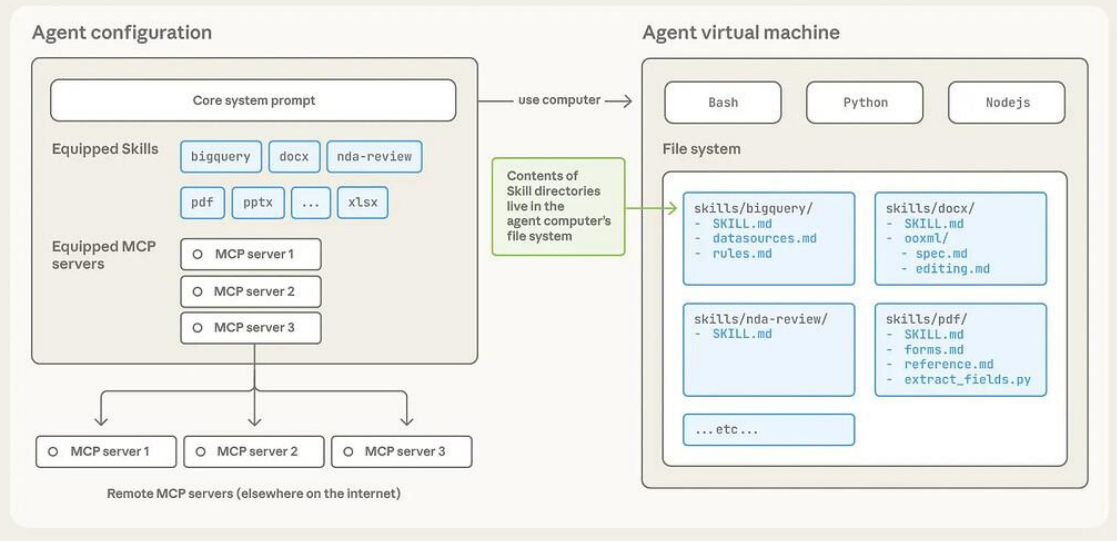 Agent configuration
Core system prompt
Equipped Skills
bigquery
docx
nda-review
pdf
pptx
...
xlsx
Equipped MCP
servers
MCP server 1
MCP server 2
MCP server 3
MCP server 1
MCP server 2
MCP server 3
Remote MCP servers (elsewhere on the internet)
use computer
Contents of
Skill directories
live in the
agent computer's
file system
Agent virtual machine
Bash
Python
Nodejs
File system
skills/bigquery/
- SKILL.md
- datasources.md
- rules.md
skills/docx/
- SKILL.md
- ooxml/
- spec.md
- editing.md
skills/nda-review/
- SKILL.md
skills/pdf/
- SKILL.md
- forms.md
- reference.md
- extract_fields.py
...etc...